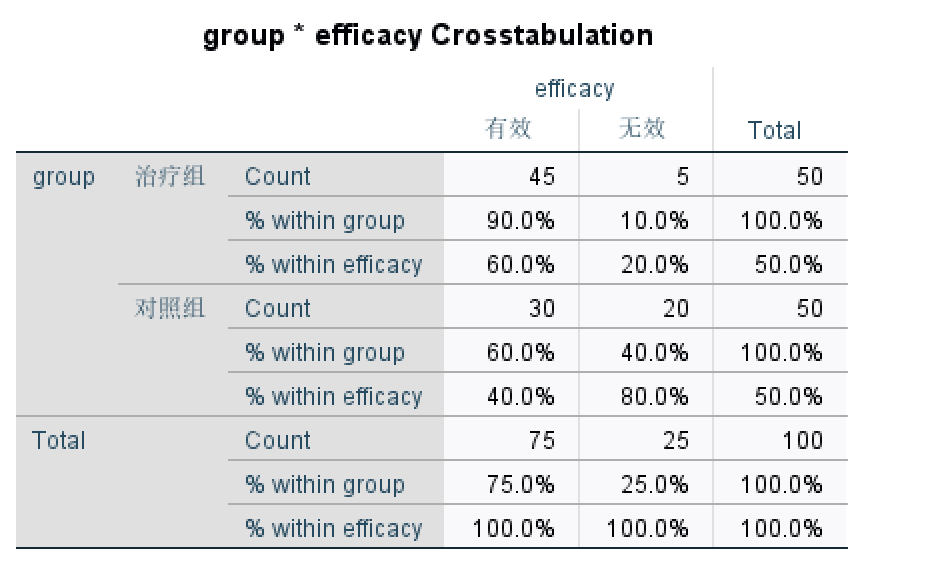 group * efficacy Crosstabulation
efficacy
有效 无效 Total
group 治疗组 Count 45 5 50
% within group 90.0% 10.0% 100.0%
% within efficacy 60.0% 20.0% 50.0%
对照组 Count 30 20 50
% within group 60.0% 40.0% 100.0%
% within efficacy 40.0% 80.0% 50.0%
Total Count 75 25 100
% within group 75.0% 25.0% 100.0%
% within efficacy 100.0% 100.0% 100.0%